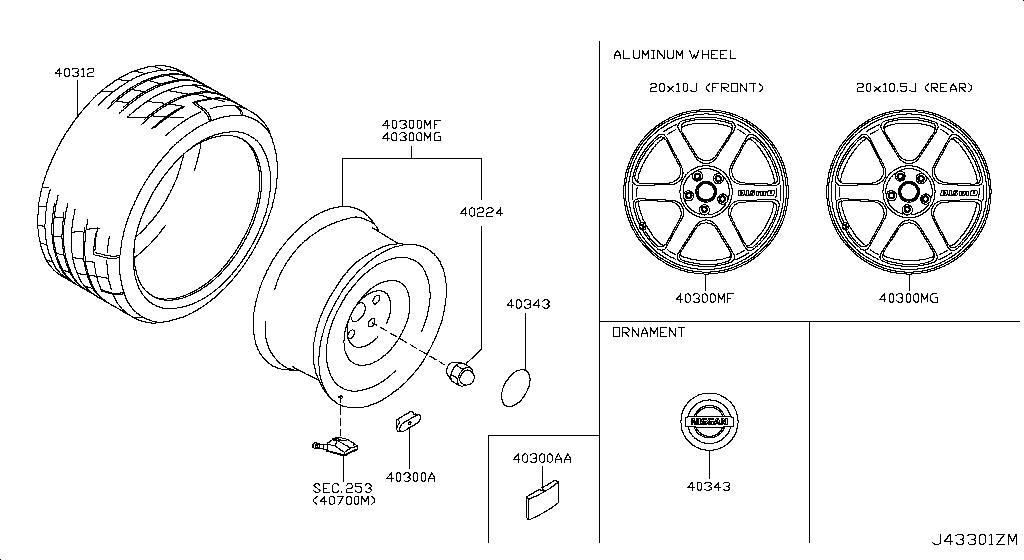 40312
40300MF
40300MG
40224
40343
40300A
SEC.253
(40700M)
40300AA
ALUMINUM WHEEL
20x10J (FRONT)
20x10.5J (REAR)
NISMO
NISMO
40300MF
40300MG
ORNAMENT
NISSAN
40343
J43301ZM